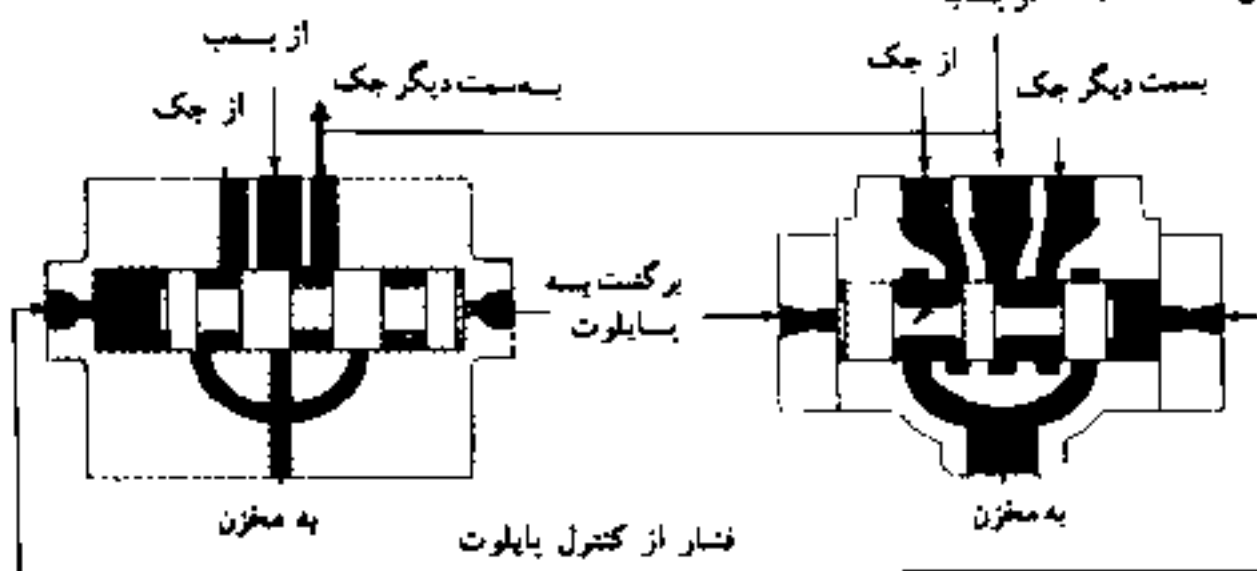 از پمپ
از جک
به سمت دیگر جک
از جک
بسمت دیگر جک
برگشت به
پایلوت
به مخزن
به مخزن
فشار از کنترل پایلوت